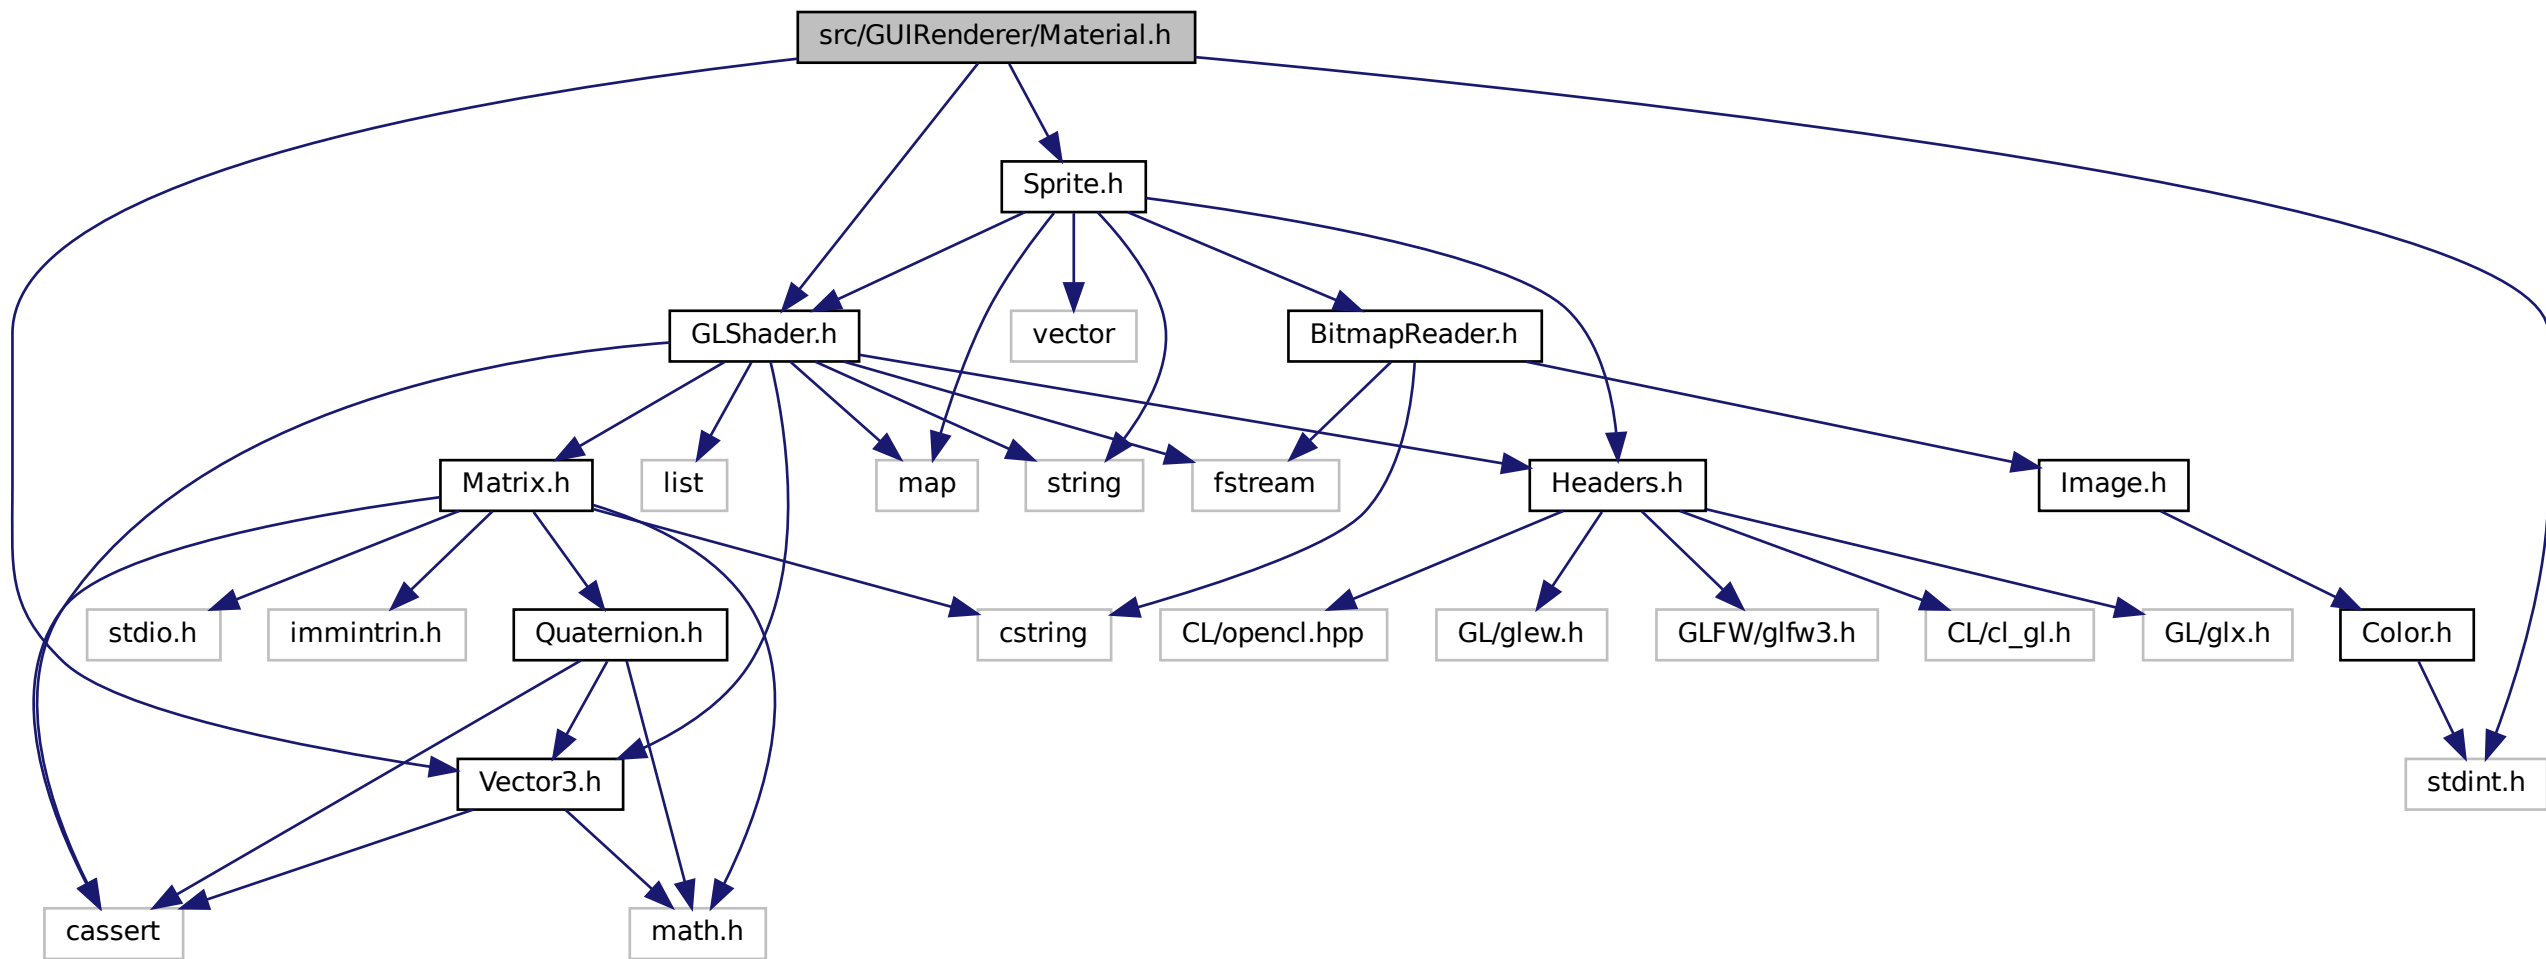 src/GUIRenderer/Material.h
Sprite.h
GLShader.h
vector
BitmapReader.h
Matrix.h
list
map
string
fstream
Headers.h
Image.h
stdio.h
immintrin.h
Quaternion.h
cstring
CL/opencl.hpp
GL/glew.h
GLFW/glfw3.h
CL/cl_gl.h
GL/glx.h
Color.h
Vector3.h
stdint.h
cassert
math.h